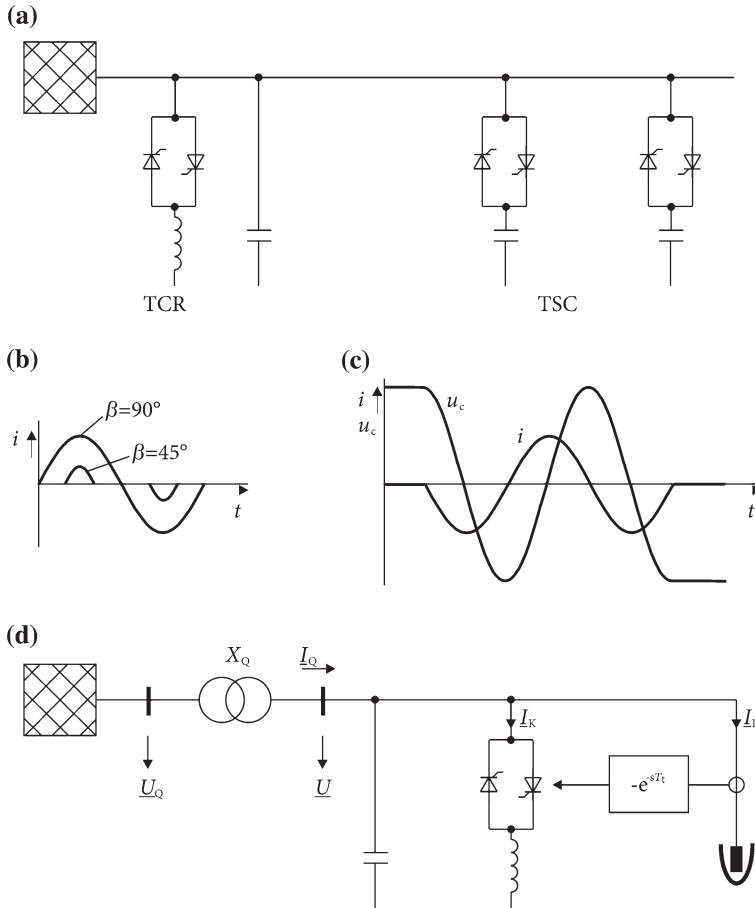 (a)
TCR
TSC
(b)
i
β=90°
β=45°
t
(c)
i
u_c
u_c
i
t
(d)
X_Q
I_Q
U_Q
U
I_K
-e^-sT_t
I